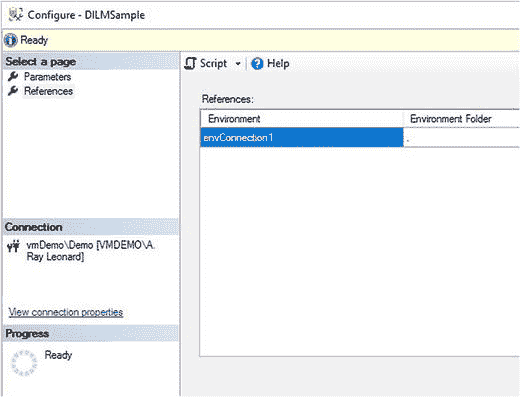 Configure - DILMSample
Ready
Select a page
Parameters
References
Script
Help
References:
Environment Environment Folder
envConnection1 .
Connection
vmDemo\Demo [VMDEMO\A.
Ray Leonard]
View connection properties
Progress
Ready